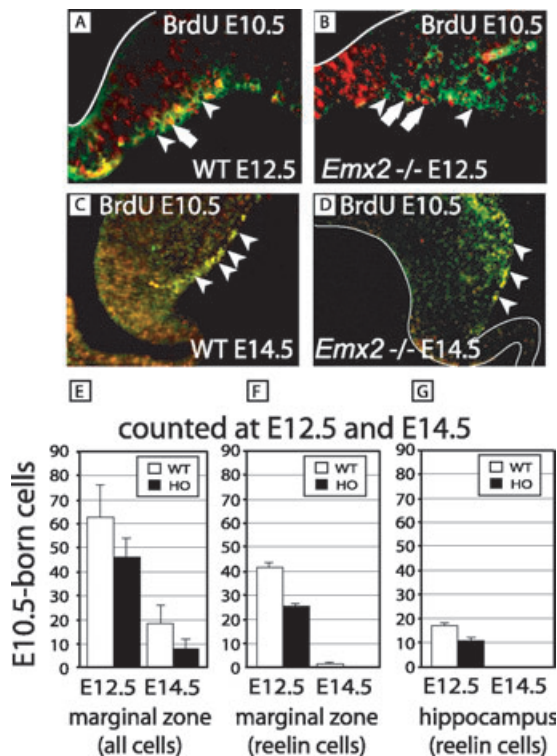 A BrdU E10.5
WT E12.5
B BrdU E10.5
Emx2 -/- E12.5
C BrdU E10.5
WT E14.5
D BrdU E10.5
Emx2 -/- E14.5
E F G
counted at E12.5 and E14.5
E10.5-born cells
90
80
70
60
50
40
30
20
10
0
WT
HO
E12.5 E14.5
marginal zone
(all cells)
90
80
70
60
50
40
30
20
10
0
WT
HO
E12.5 E14.5
marginal zone
(reelin cells)
90
80
70
60
50
40
30
20
10
0
WT
HO
E12.5 E14.5
hippocampus
(reelin cells)